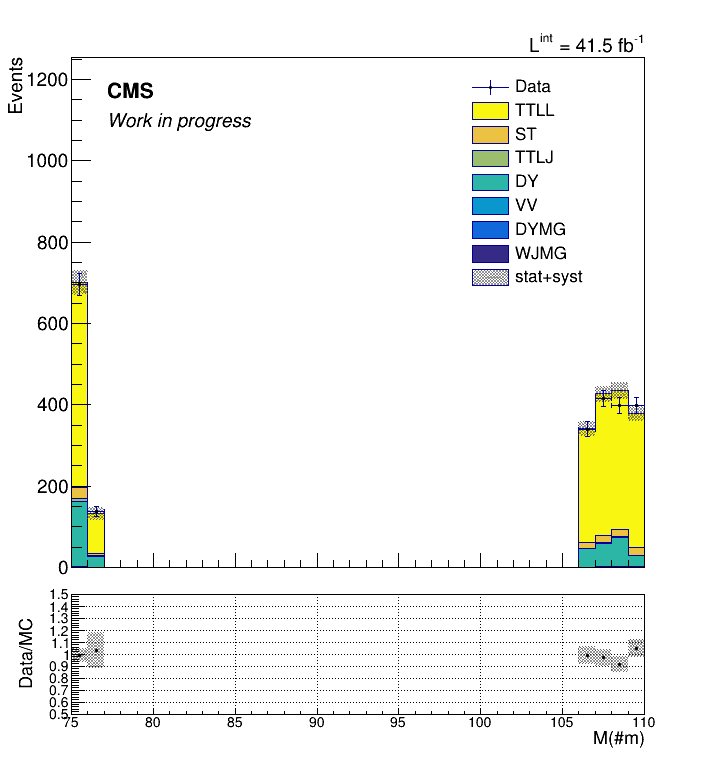 L^int = 41.5 fb^-1
Events
1200
1000
800
600
400
200
0
CMS
Work in progress
Data
TTLL
ST
TTLJ
DY
VV
DYMG
WJMG
stat+syst
Data/MC
1.5
1.4
1.3
1.2
1.1
1
0.9
0.8
0.7
0.6
0.5
75 80 85 90 95 100 105 110
M(#m)